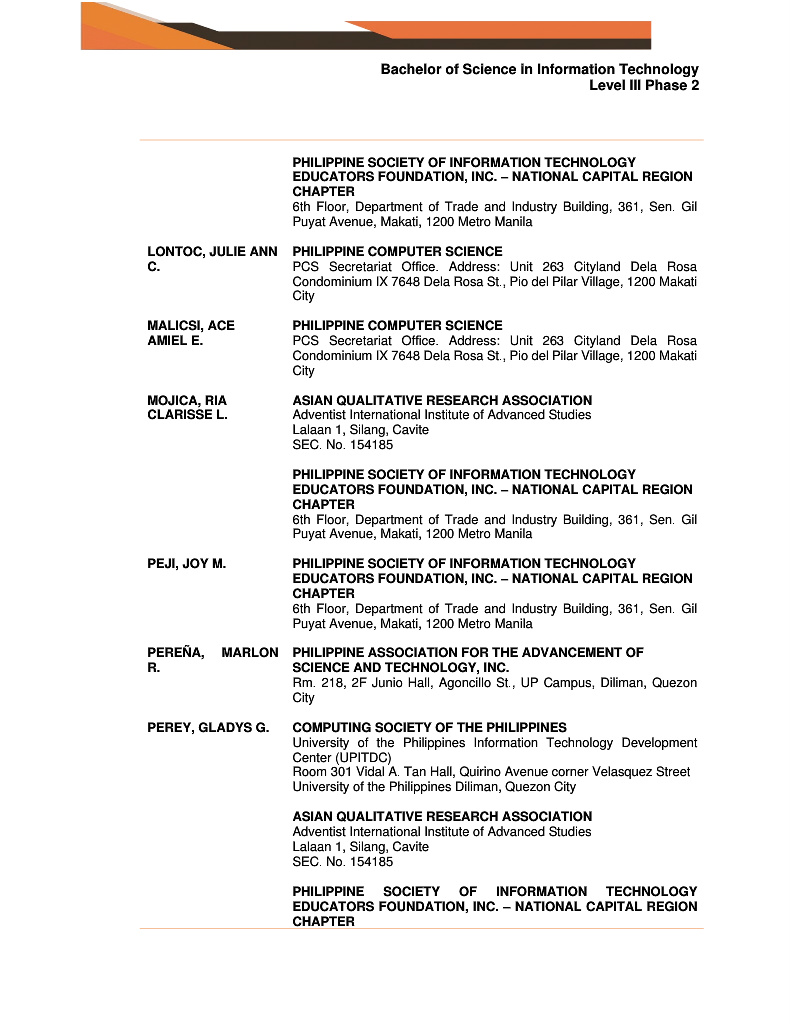 Bachelor of Science in Information Technology
Level III Phase 2
PHILIPPINE SOCIETY OF INFORMATION TECHNOLOGY
EDUCATORS FOUNDATION, INC. – NATIONAL CAPITAL REGION
CHAPTER
6th Floor, Department of Trade and Industry Building, 361, Sen. Gil
Puyat Avenue, Makati, 1200 Metro Manila
LONTOC, JULIE ANN
C.
PHILIPPINE COMPUTER SCIENCE
PCS Secretariat Office. Address: Unit 263 Cityland Dela Rosa
Condominium IX 7648 Dela Rosa St., Pio del Pilar Village, 1200 Makati
City
MALICSI, ACE
AMIEL E.
PHILIPPINE COMPUTER SCIENCE
PCS Secretariat Office. Address: Unit 263 Cityland Dela Rosa
Condominium IX 7648 Dela Rosa St., Pio del Pilar Village, 1200 Makati
City
MOJICA, RIA
CLARISSE L.
ASIAN QUALITATIVE RESEARCH ASSOCIATION
Adventist International Institute of Advanced Studies
Lalaan 1, Silang, Cavite
SEC. No. 154185
PHILIPPINE SOCIETY OF INFORMATION TECHNOLOGY
EDUCATORS FOUNDATION, INC. – NATIONAL CAPITAL REGION
CHAPTER
6th Floor, Department of Trade and Industry Building, 361, Sen. Gil
Puyat Avenue, Makati, 1200 Metro Manila
PEJI, JOY M.
PHILIPPINE SOCIETY OF INFORMATION TECHNOLOGY
EDUCATORS FOUNDATION, INC. – NATIONAL CAPITAL REGION
CHAPTER
6th Floor, Department of Trade and Industry Building, 361, Sen. Gil
Puyat Avenue, Makati, 1200 Metro Manila
PEREÑA, MARLON
R.
PHILIPPINE ASSOCIATION FOR THE ADVANCEMENT OF
SCIENCE AND TECHNOLOGY, INC.
Rm. 218, 2F Junio Hall, Agoncillo St., UP Campus, Diliman, Quezon
City
PEREY, GLADYS G.
COMPUTING SOCIETY OF THE PHILIPPINES
University of the Philippines Information Technology Development
Center (UPITDC)
Room 301 Vidal A. Tan Hall, Quirino Avenue corner Velasquez Street
University of the Philippines Diliman, Quezon City
ASIAN QUALITATIVE RESEARCH ASSOCIATION
Adventist International Institute of Advanced Studies
Lalaan 1, Silang, Cavite
SEC. No. 154185
PHILIPPINE SOCIETY OF INFORMATION TECHNOLOGY
EDUCATORS FOUNDATION, INC. – NATIONAL CAPITAL REGION
CHAPTER